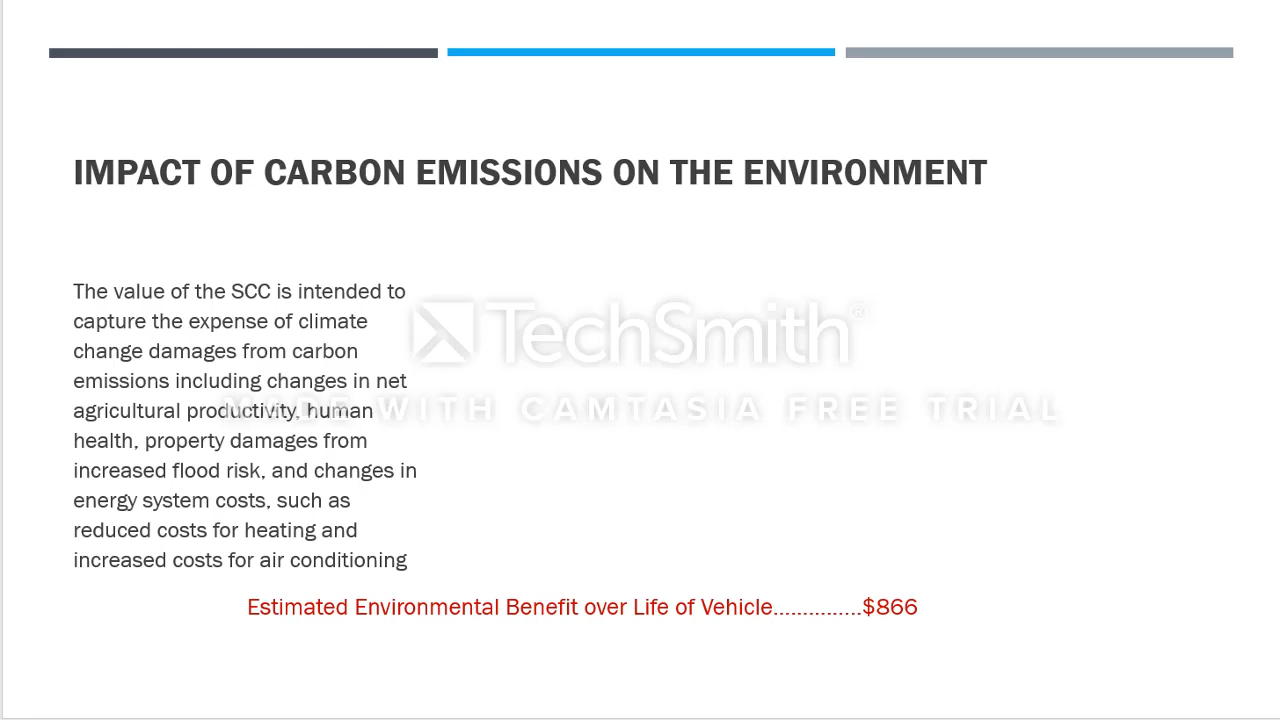 IMPACT OF CARBON EMISSIONS ON THE ENVIRONMENT
The value of the SCC is intended to
capture the expense of climate
change damages from carbon
emissions including changes in net
agricultural productivity, human
health, property damages from
increased flood risk, and changes in
energy system costs, such as
reduced costs for heating and
increased costs for air conditioning
TechSmith®
MADE WITH CAMTASIA FREE TRIAL
Estimated Environmental Benefit over Life of Vehicle...............$866